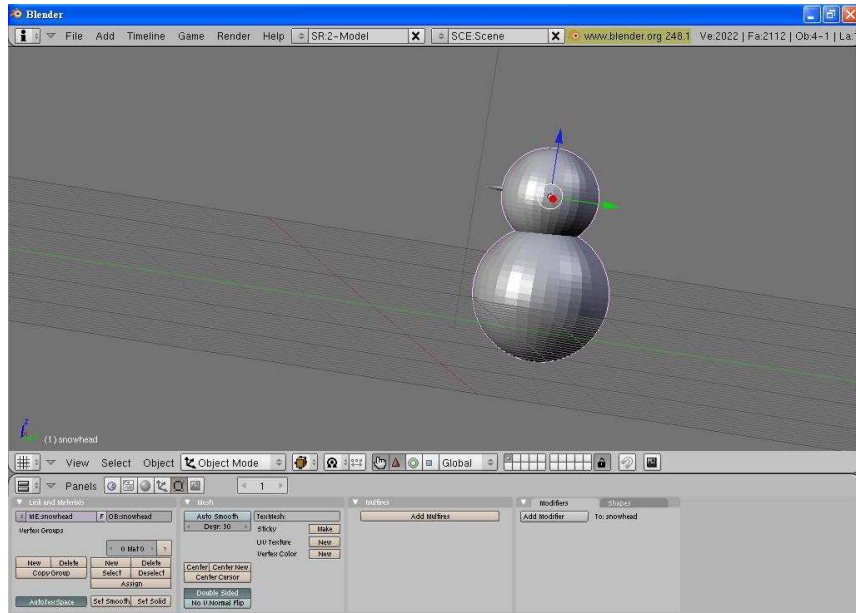 Blender
File Add Timeline Game Render Help SR:2-Model X SCE:Scene X www.blender.org 248.1 Ve:2022 | Fa:2112 | Ob:4-1 | La:
z
(1) snowhead
View Select Object Object Mode Global
Panels 1
Link and Materials Mesh Multires Modifiers Shapes
ME:snowhead F OB:snowhead Auto Smooth TexMesh: Add Multires Add Modifier To: snowhead
Degr: 30 Sticky Make
Vertex Groups UV Texture New
0 Mat 0 ? Vertex Color New
New Delete New Delete Center Center New
Copy Group Select Deselect Center Cursor
Assign
Double Sided
AutoTexSpace Set Smooth Set Solid No V.Normal Flip